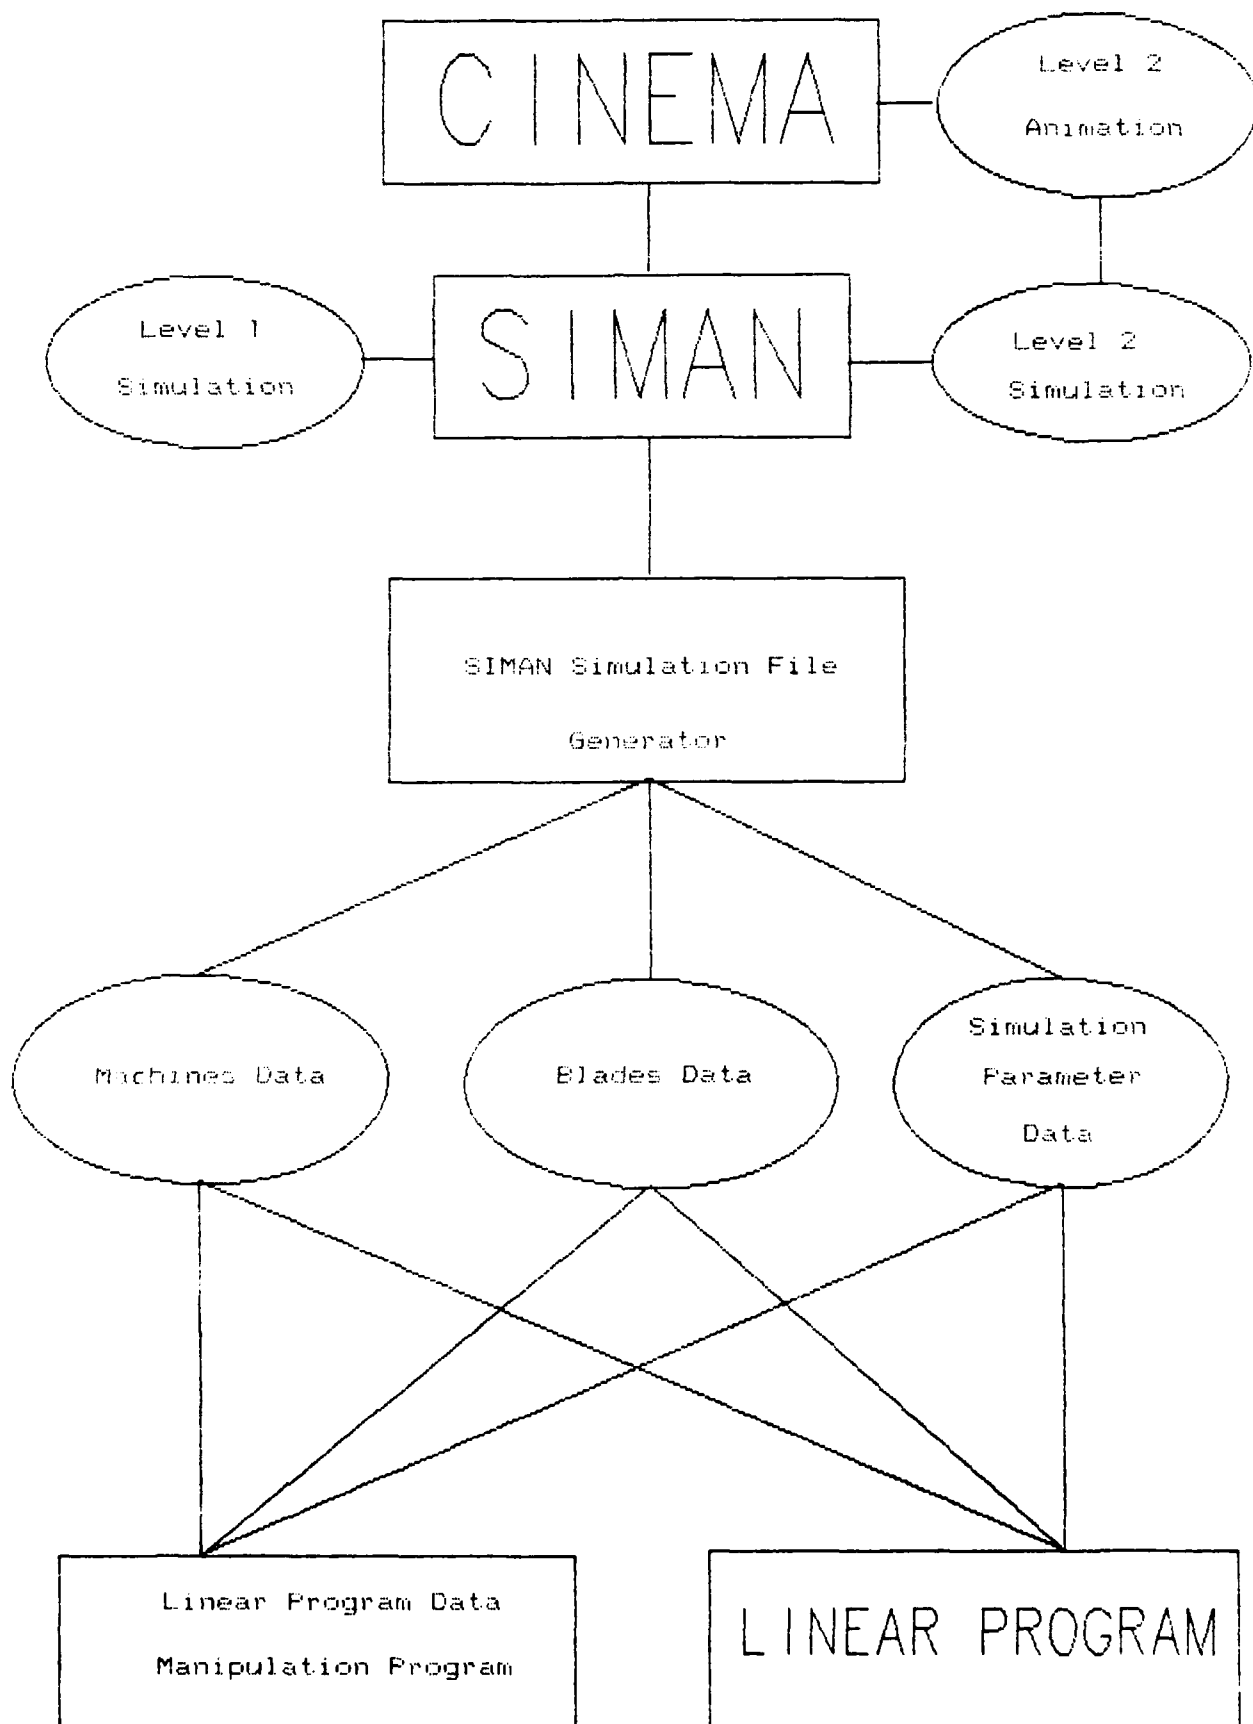 CINEMA
Level 2
Animation
Level 1
Simulation
SIMAN
Level 2
Simulation
SIMAN Simulation File
Generator
Machines Data
Blades Data
Simulation
Parameter
Data
Linear Program Data
Manipulation Program
LINEAR PROGRAM